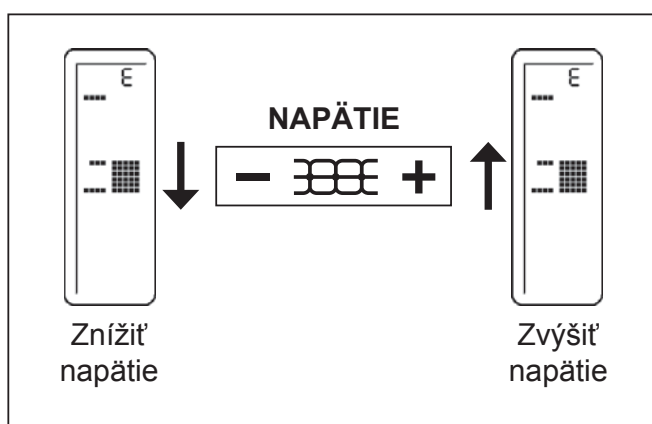 E
E
NAPÄTIE
− +
Znížiť
napätie
Zvýšiť
napätie